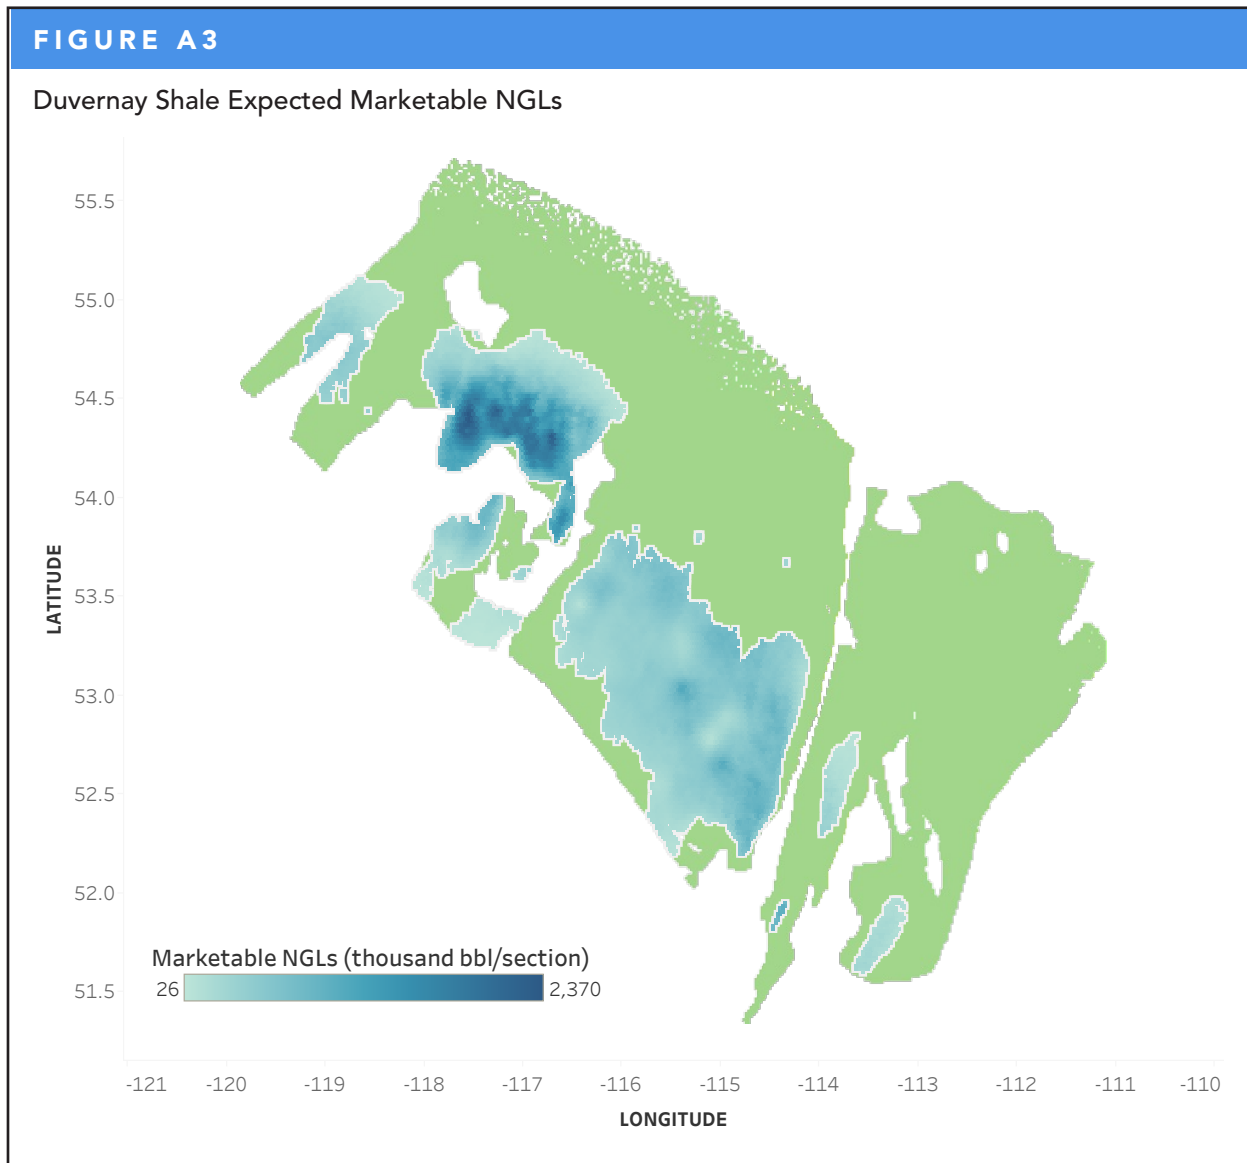 FIGURE A3
Duvernay Shale Expected Marketable NGLs
55.5
55.0
54.5
54.0
53.5
53.0
52.5
52.0
51.5
LATITUDE
Marketable NGLs (thousand bbl/section)
26 2,370
-121 -120 -119 -118 -117 -116 -115 -114 -113 -112 -111 -110
LONGITUDE